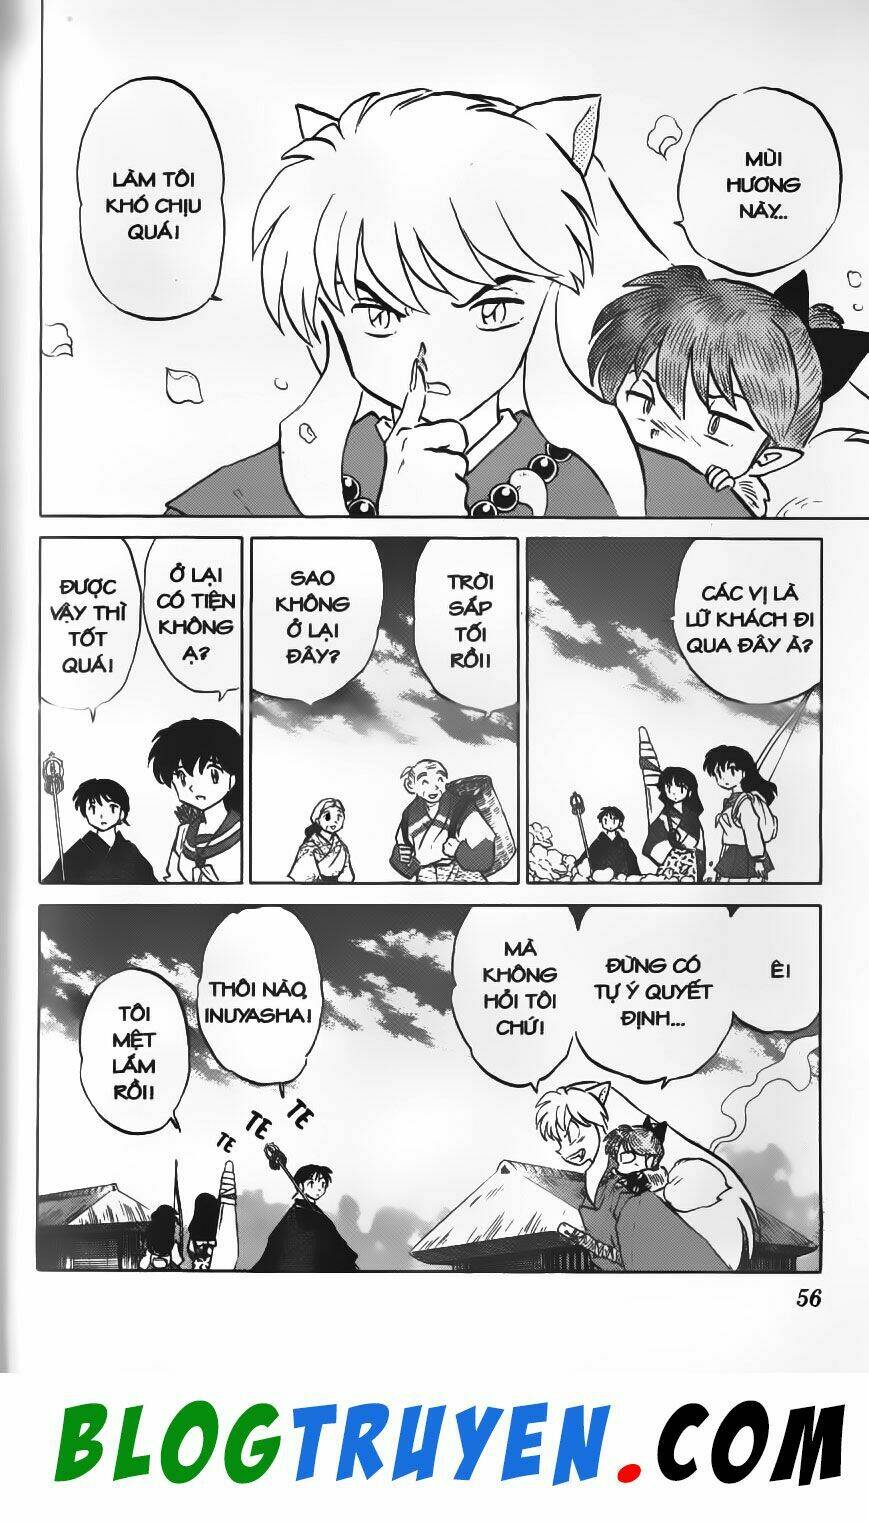 MÙI
HƯƠNG
NÀY...
LÀM TÔI
KHÓ CHỊU
QUÁ!
CÁC VỊ LÀ
LỮ KHÁCH ĐI
QUA ĐÂY À?
TRỜI
SẮP
TỐI
RỒI!
SAO
KHÔNG
Ở LẠI
ĐÂY?
Ở LẠI
CÓ TIỆN
KHÔNG
Ạ?
ĐƯỢC
VẬY THÌ
TỐT
QUÁ!
ÊI
ĐỪNG CÓ
TỰ Ý QUYẾT
ĐỊNH...
MÀ
KHÔNG
HỎI TÔI
CHỨ!
THÔI NÀO,
INUYASHA!
TÔI
MỆT
LẮM
RỒI!
TE
TE
TE
56
BLOGTRUYEN.COM